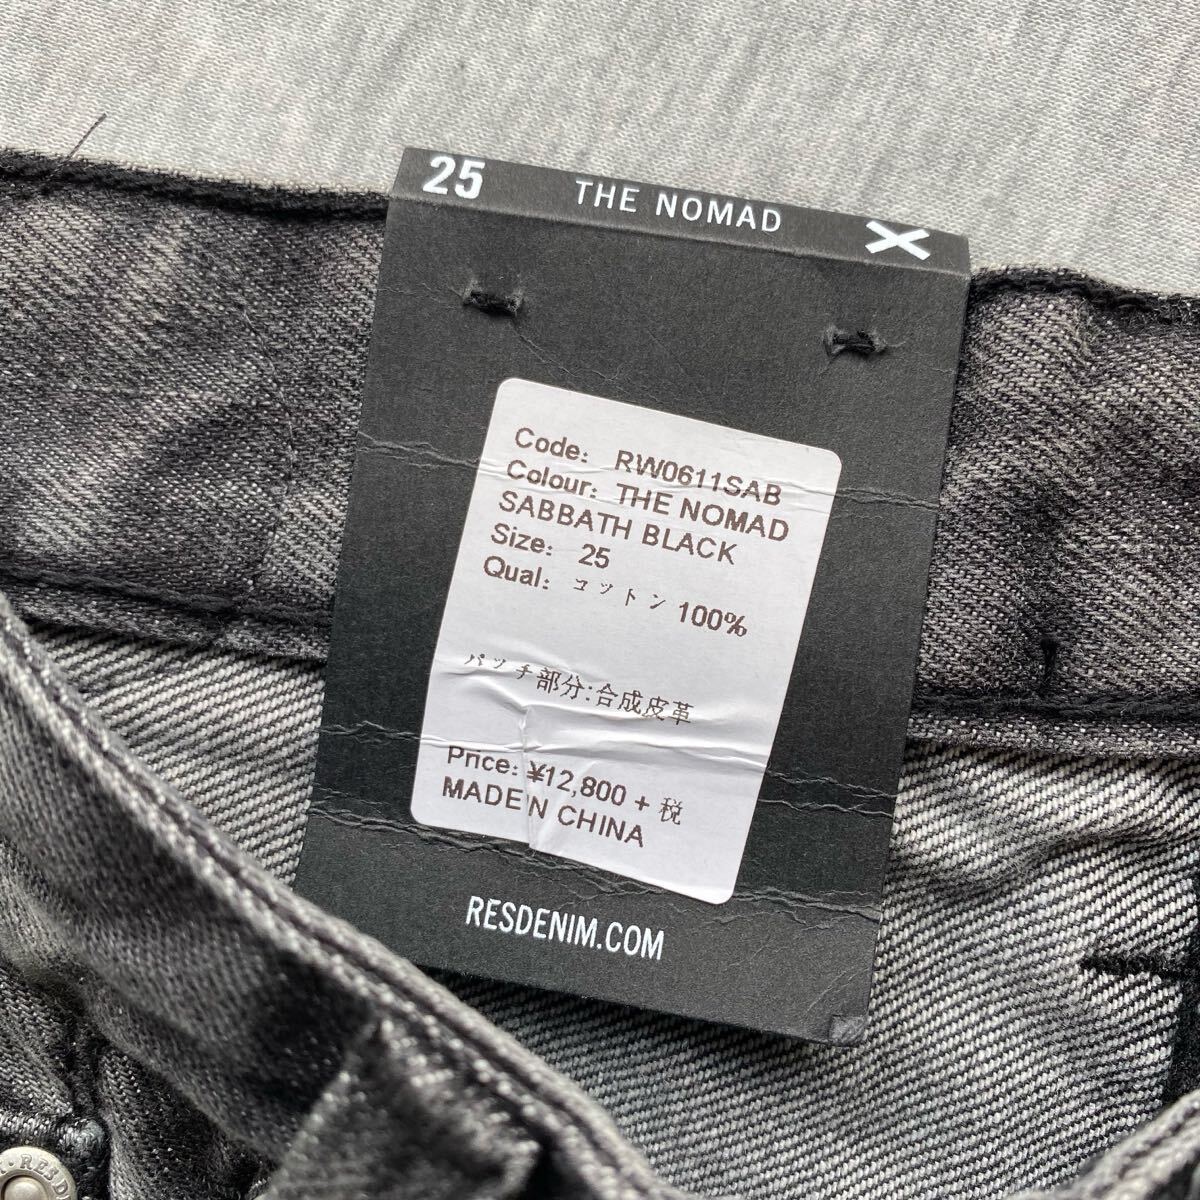 25 THE NOMAD X
Code: RW0611SAB
Colour: THE NOMAD
SABBATH BLACK
Size: 25
Qual: コットン 100%
パッチ部分:合成皮革
Price: ¥12,800 + 税
MADE N CHINA
RESDENIM.COM